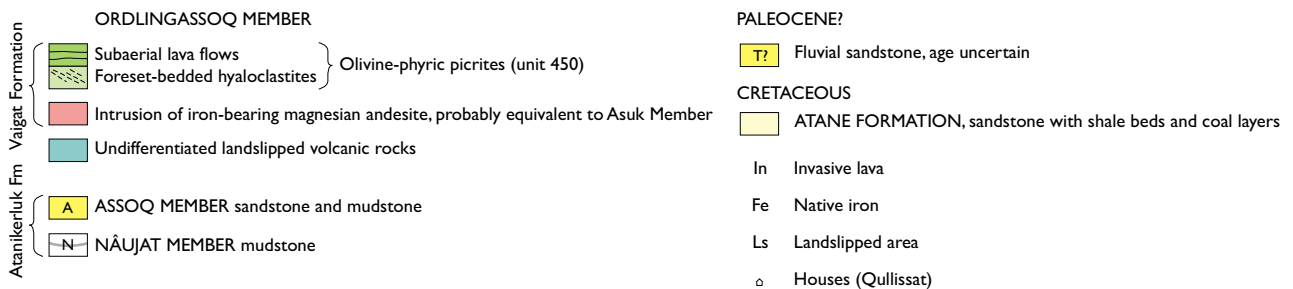 Vaigat Formation
ORDLINGASSOQ MEMBER
Subaerial lava flows
Foreset-bedded hyaloclastites
Olivine-phyric picrites (unit 450)
Intrusion of iron-bearing magnesian andesite, probably equivalent to Asuk Member
Undifferentiated landslipped volcanic rocks
Atanikerluk Fm
A ASSOQ MEMBER sandstone and mudstone
N NÂUJAT MEMBER mudstone
PALEOCENE?
T? Fluvial sandstone, age uncertain
CRETACEOUS
ATANE FORMATION, sandstone with shale beds and coal layers
In Invasive lava
Fe Native iron
Ls Landslipped area
Houses (Qullissat)